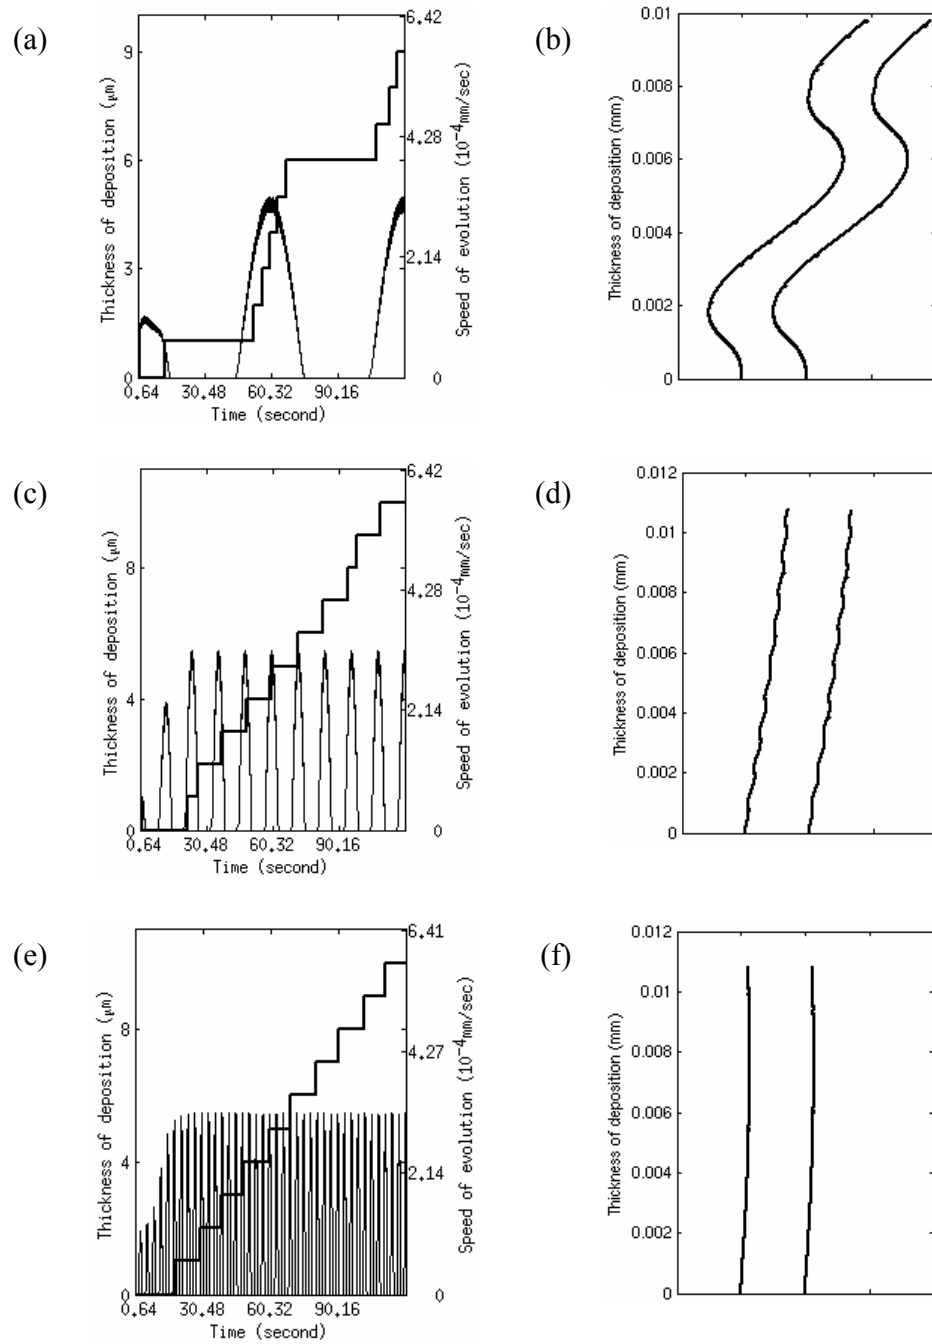 (a)
6.42
9
6
3
0
4.28
2.14
0
0.64 30.48 60.32 90.16
Time (second)
Thickness of deposition (μm)
Speed of evolution (10⁻⁴mm/sec)
(b)
0.01
0.008
0.006
0.004
0.002
0
Thickness of deposition (mm)
(c)
6.42
8
4
0
4.28
2.14
0
0.64 30.48 60.32 90.16
Time (second)
Thickness of deposition (μm)
Speed of evolution (10⁻⁴mm/sec)
(d)
0.012
0.01
0.008
0.006
0.004
0.002
0
Thickness of deposition (mm)
(e)
6.41
8
4
0
4.27
2.14
0
0.64 30.48 60.32 90.16
Time (second)
Thickness of deposition (μm)
Speed of evolution (10⁻⁴mm/sec)
(f)
0.012
0.01
0.008
0.006
0.004
0.002
0
Thickness of deposition (mm)